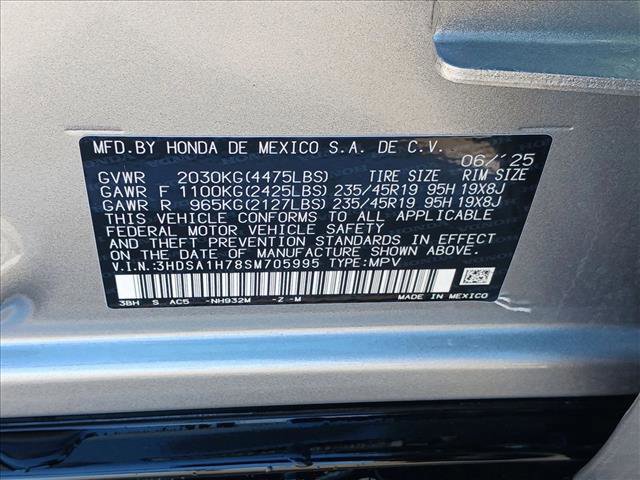 MFD.BY HONDA DE MEXICO S.A. DE C.V.
06/'25
GVWR 2030KG(4475LBS) TIRE SIZE RIM SIZE
GAWR F 1100KG(2425LBS) 235/45R19 95H 19X8J
GAWR R 965KG(2127LBS) 235/45R19 95H 19X8J
THIS VEHICLE CONFORMS TO ALL APPLICABLE
FEDERAL MOTOR VEHICLE SAFETY
AND THEFT PREVENTION STANDARDS IN EFFECT
ON THE DATE OF MANUFACTURE SHOWN ABOVE.
V.I.N.:3HDSA1H78SM705995 TYPE:MPV
3BH S AC5 -NH932M -Z -M MADE IN MEXICO